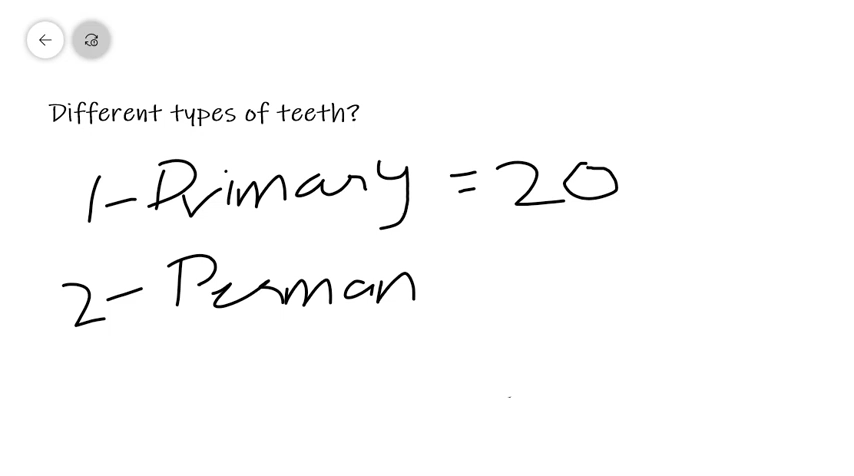 Different types of teeth?
1- Primary = 20
2- Perman